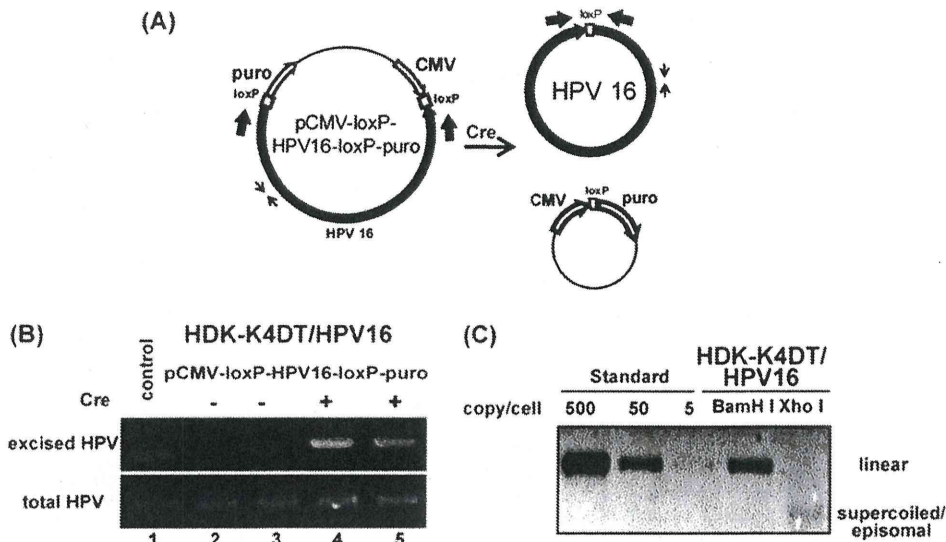 (A)
puro
CMV
loxP
loxP
pCMV-loxP-
HPV16-loxP-puro
HPV 16
Cre
loxP
HPV 16
CMV
loxP
puro
(B)
HDK-K4DT/HPV16
control
pCMV-loxP-HPV16-loxP-puro
Cre - - + +
excised HPV
total HPV
1 2 3 4 5
(C)
HDK-K4DT/
HPV16
Standard
copy/cell 500 50 5 BamH I Xho I
linear
supercoiled/
episomal